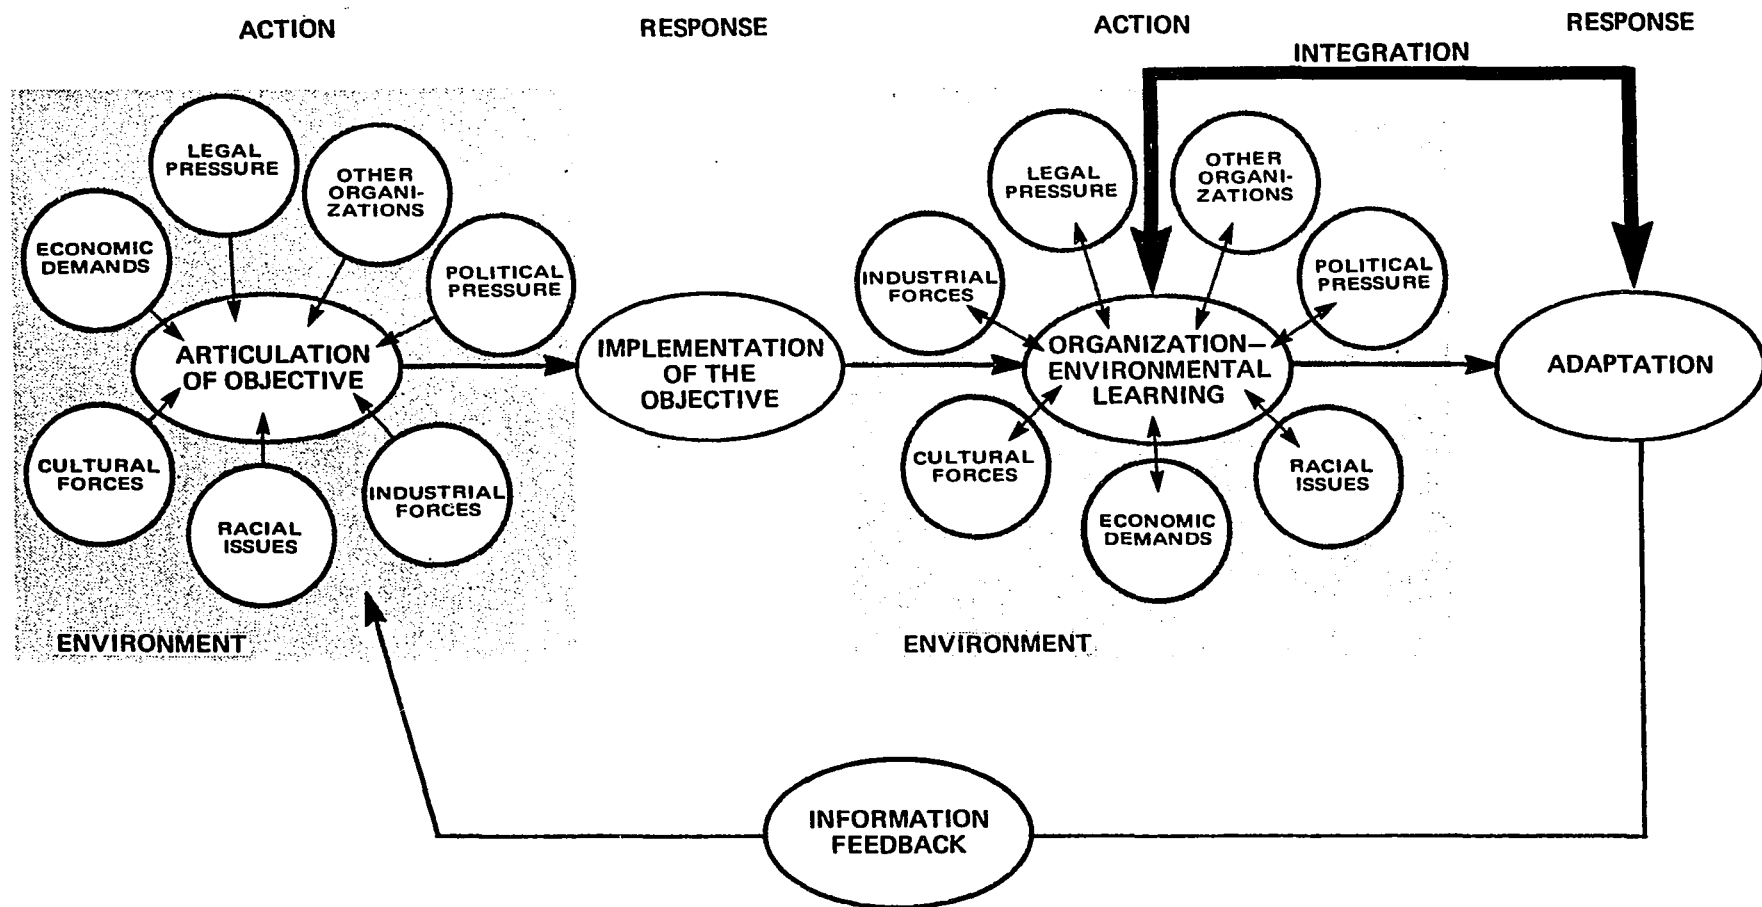 ACTION
RESPONSE
ACTION
RESPONSE
INTEGRATION
LEGAL
PRESSURE
OTHER
ORGANI-
ZATIONS
ECONOMIC
DEMANDS
POLITICAL
PRESSURE
ARTICULATION
OF OBJECTIVE
CULTURAL
FORCES
RACIAL
ISSUES
INDUSTRIAL
FORCES
ENVIRONMENT
IMPLEMENTATION
OF THE
OBJECTIVE
LEGAL
PRESSURE
OTHER
ORGANI-
ZATIONS
INDUSTRIAL
FORCES
POLITICAL
PRESSURE
ORGANIZATION—
ENVIRONMENTAL
LEARNING
CULTURAL
FORCES
ECONOMIC
DEMANDS
RACIAL
ISSUES
ENVIRONMENT
ADAPTATION
INFORMATION
FEEDBACK